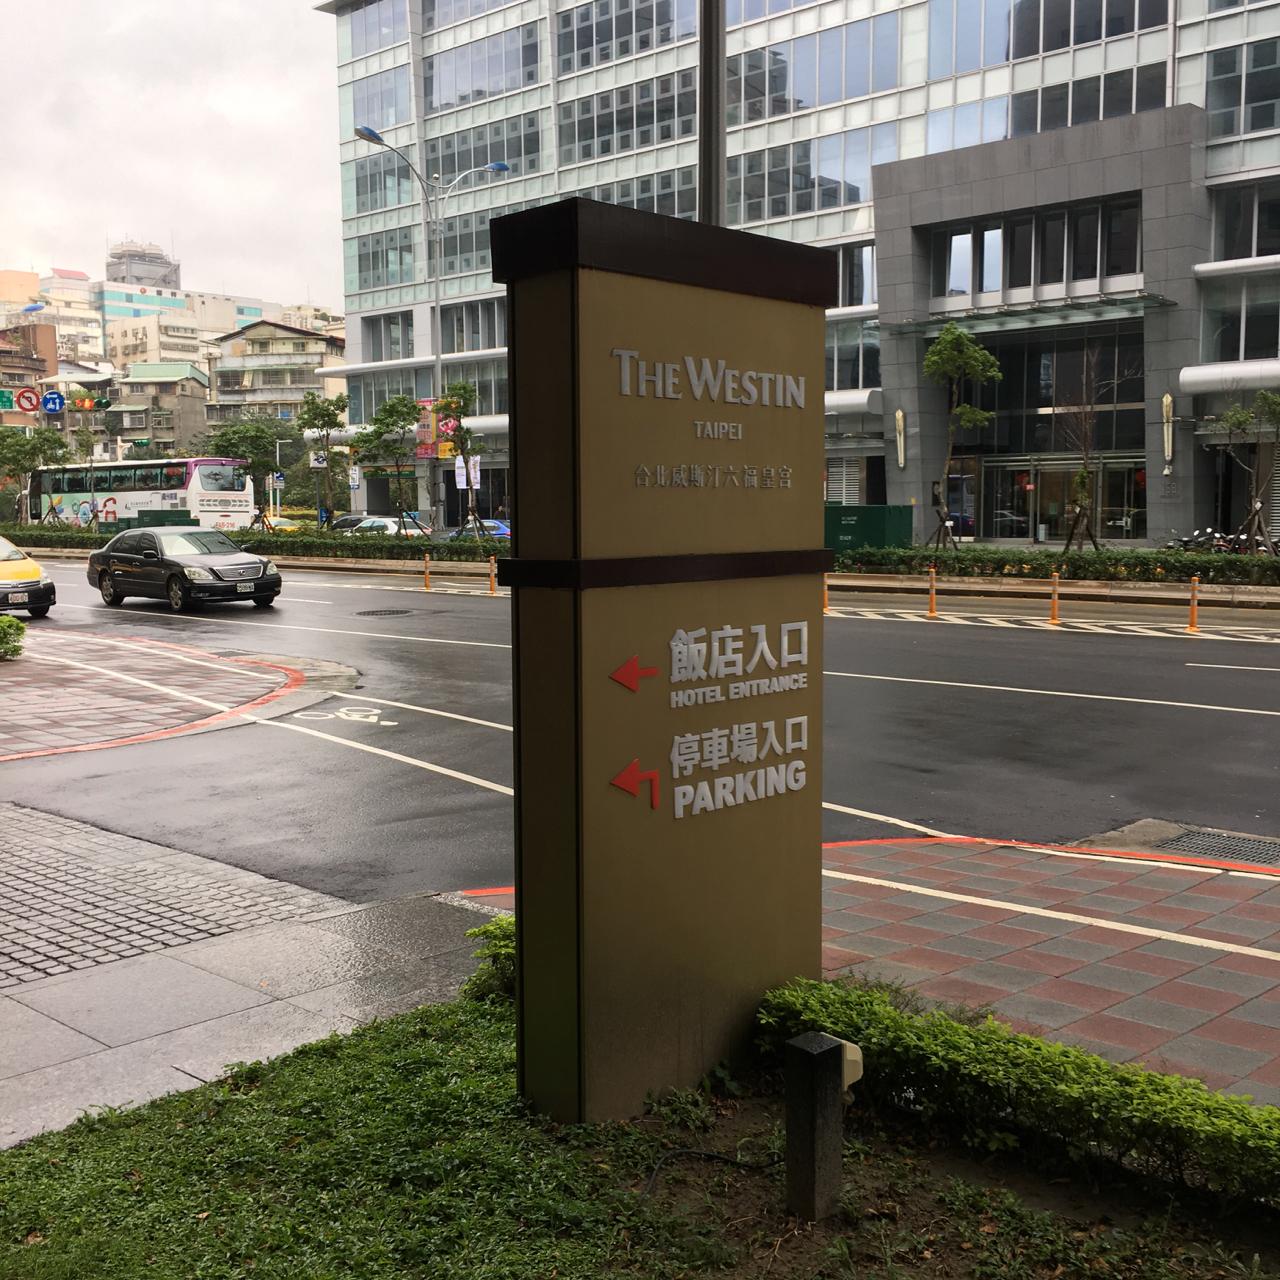 THE WESTIN
TAIPEI
台北威斯汀六福皇宮
飯店入口
HOTEL ENTRANCE
停車場入口
PARKING